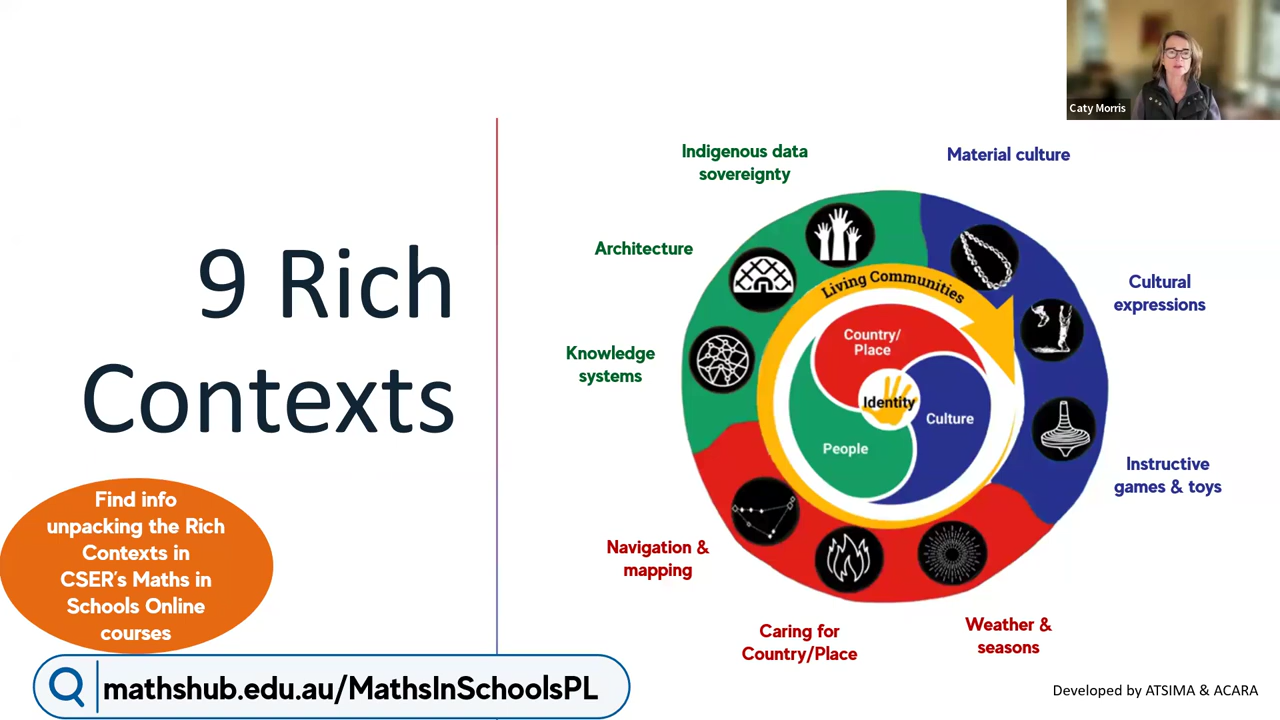 Caty Morris
9 Rich
Contexts
Find info
unpacking the Rich
Contexts in
CSER's Maths in
Schools Online
courses
mathshub.edu.au/MathsInSchoolsPL
Indigenous data
sovereignty
Material culture
Architecture
Cultural
expressions
Knowledge
systems
Instructive
games & toys
Navigation &
mapping
Caring for
Country/Place
Weather &
seasons
Living Communities
Country/
Place
Identity
Culture
People
Developed by ATSIMA & ACARA